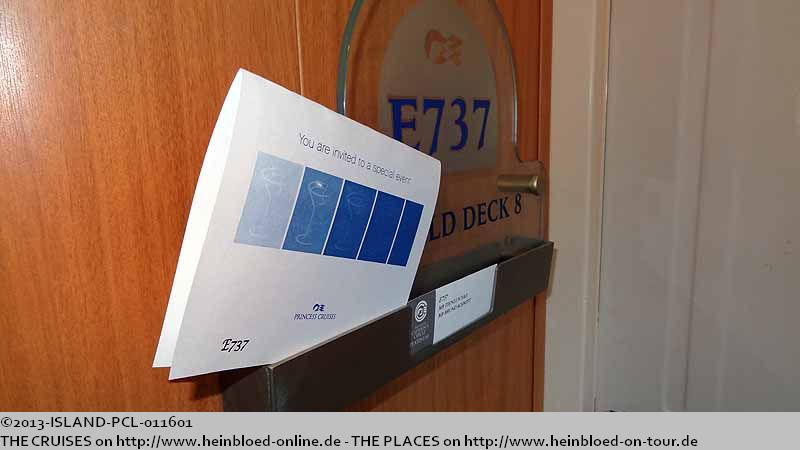 You are invited to a special event
PRINCESS CRUISES
E737
E737
LD DECK 8
E737
©2013-ISLAND-PCL-011601
THE CRUISES on http://www.heinbloed-online.de - THE PLACES on http://www.heinbloed-on-tour.de